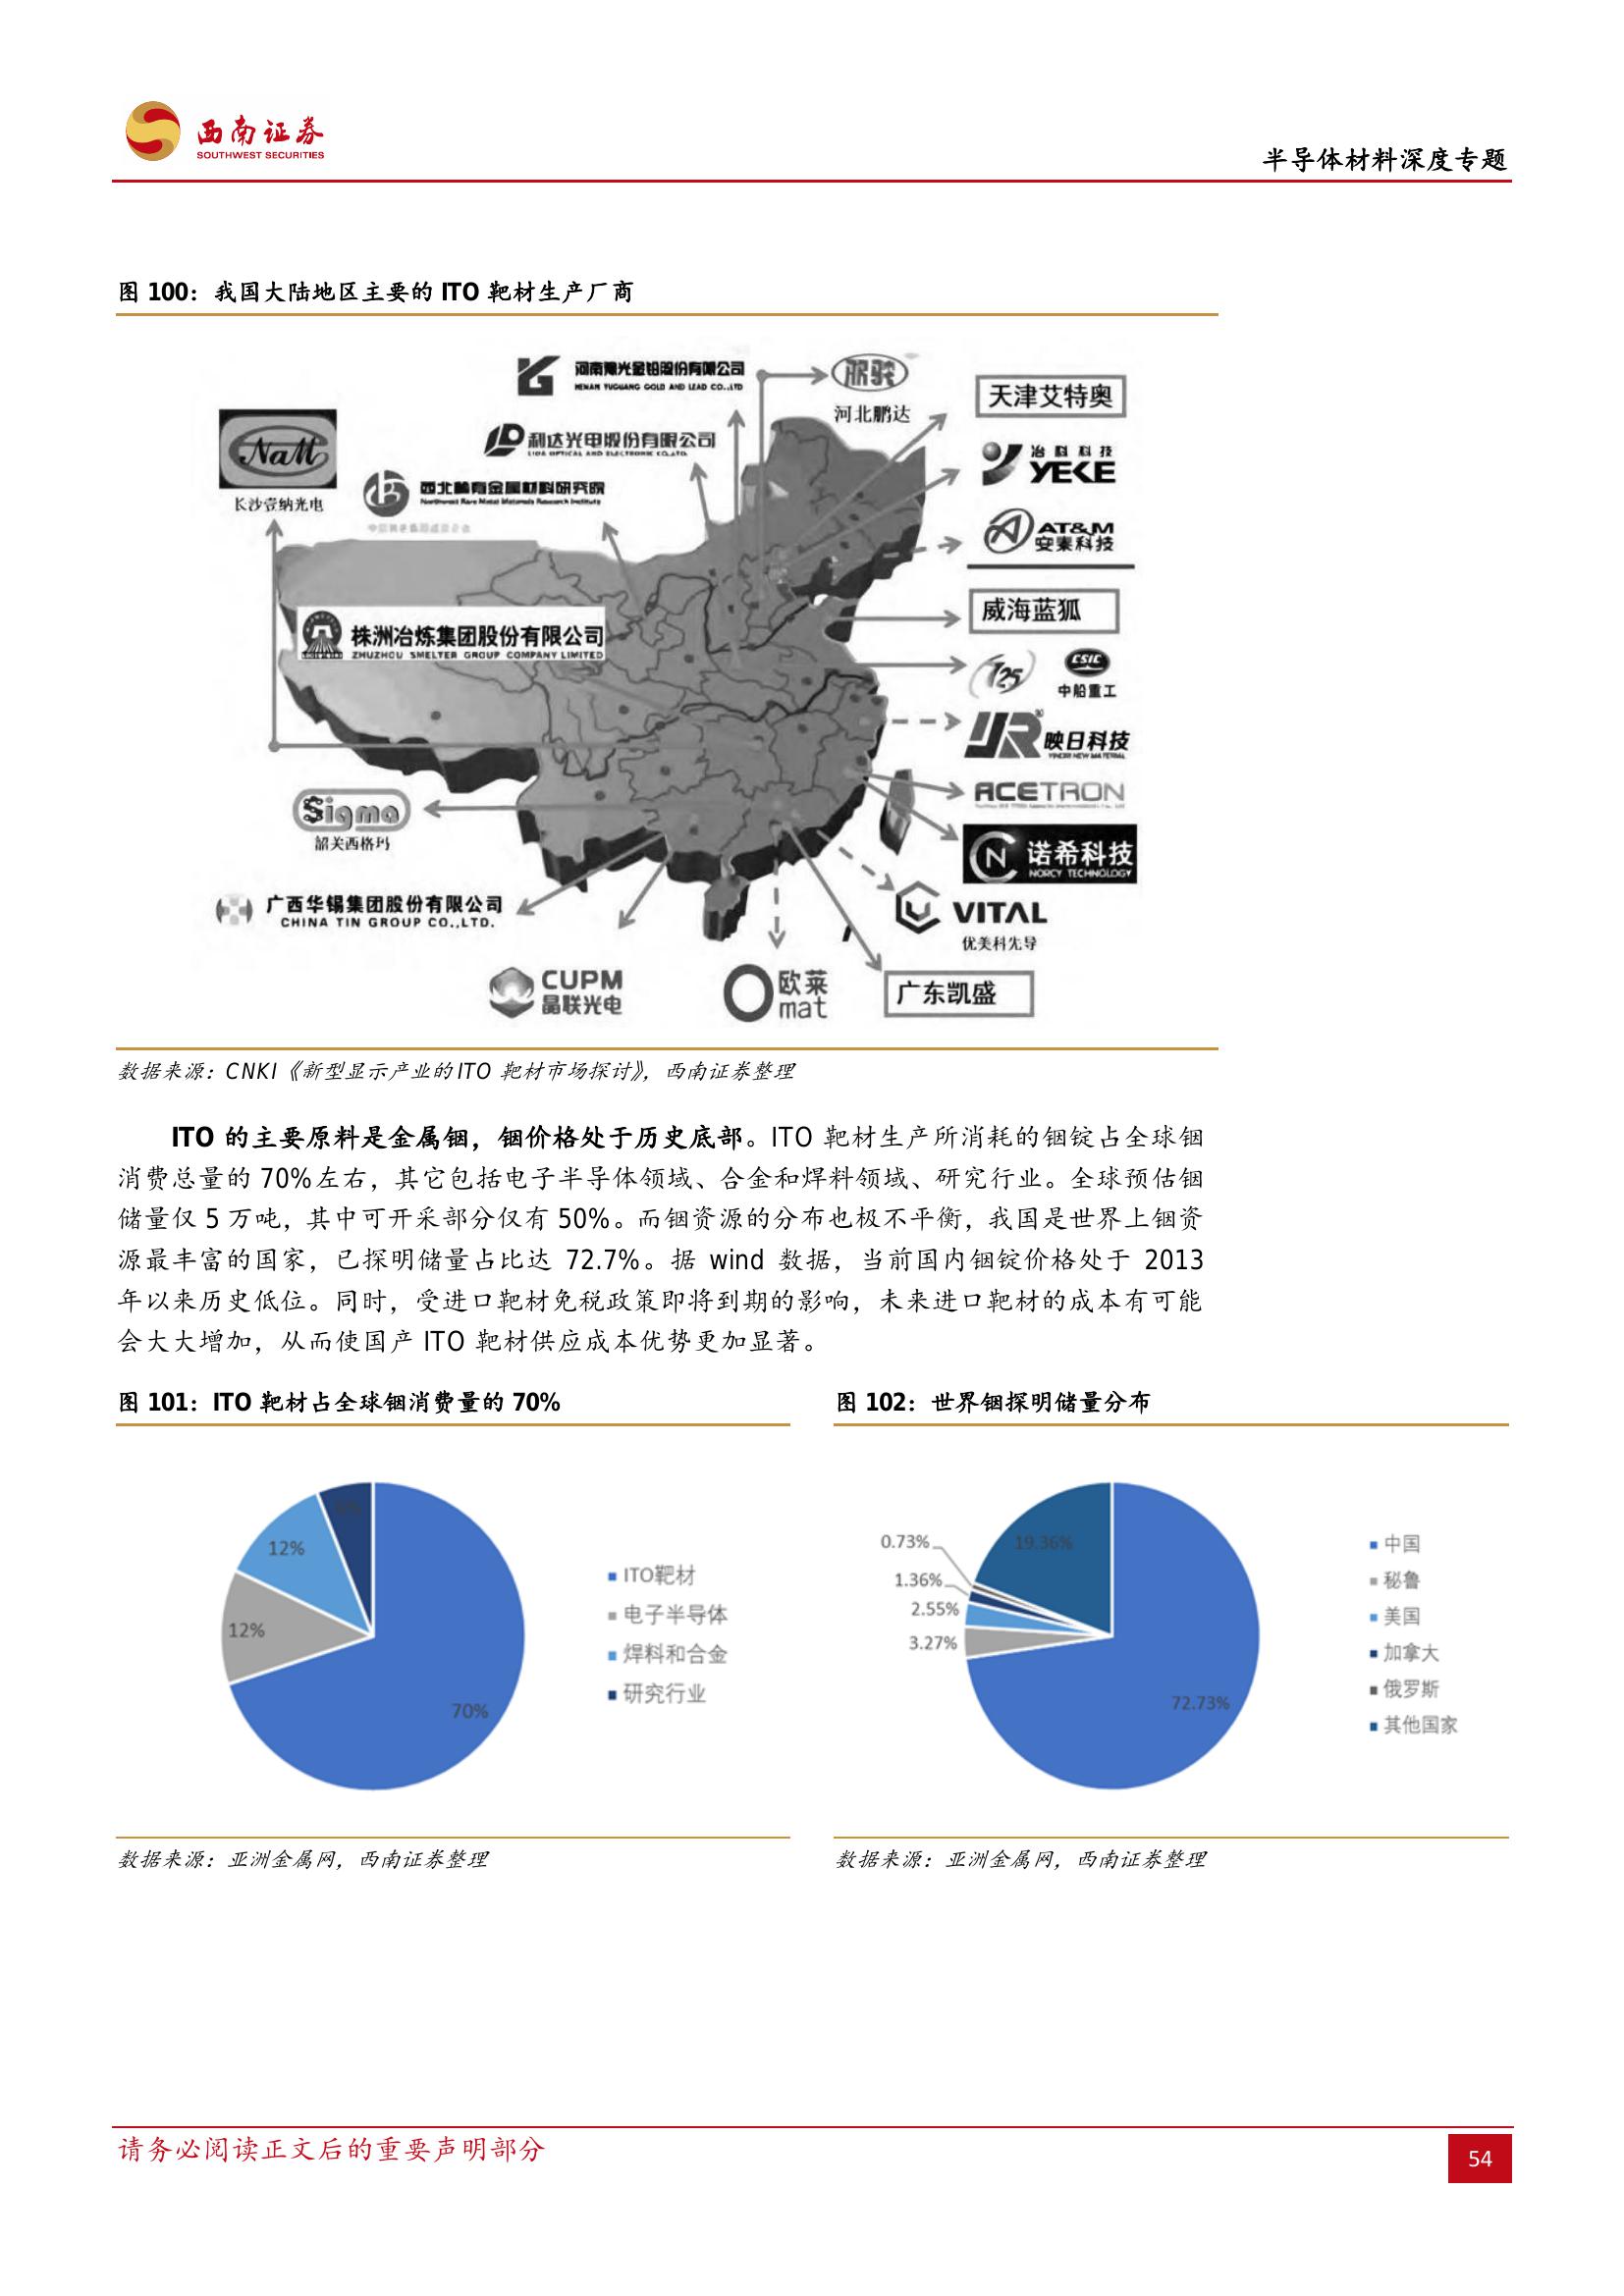 西南证券
SOUTHWEST SECURITIES
半导体材料深度专题
图 100：我国大陆地区主要的 ITO 靶材生产厂商
河南豫光金铅股份有限公司
HENAN YUGUANG GOLD AND LEAD CO.,LTD
河北鹏达
天津艾特奥
利达光电股份有限公司
LIDA OPTICAL AND ELECTRONIC CO.,LTD.
冶科科技
YEKE
NaM
长沙壹纳光电
西北稀有金属材料研究院
Northwest Rare Metal Materials Research Institute
AT&M
安泰科技
威海蓝狐
株洲冶炼集团股份有限公司
ZHUZHOU SMELTER GROUP COMPANY LIMITED
725
CSIC
中船重工
映日科技
ACETRON
Sigma
韶关西格玛
诺希科技
NORCY TECHNOLOGY
广西华锡集团股份有限公司
CHINA TIN GROUP CO.,LTD.
VITAL
优美科先导
CUPM
晶联光电
欧莱
mat
广东凯盛
数据来源：CNKI《新型显示产业的ITO 靶材市场探讨》，西南证券整理
ITO 的主要原料是金属铟，铟价格处于历史底部。ITO 靶材生产所消耗的铟锭占全球铟
消费总量的 70%左右，其它包括电子半导体领域、合金和焊料领域、研究行业。全球预估铟
储量仅 5 万吨，其中可开采部分仅有 50%。而铟资源的分布也极不平衡，我国是世界上铟资
源最丰富的国家，已探明储量占比达 72.7%。据 wind 数据，当前国内铟锭价格处于 2013
年以来历史低位。同时，受进口靶材免税政策即将到期的影响，未来进口靶材的成本有可能
会大大增加，从而使国产 ITO 靶材供应成本优势更加显著。
图 101：ITO 靶材占全球铟消费量的 70%
12%
12%
70%
ITO靶材
电子半导体
焊料和合金
研究行业
数据来源：亚洲金属网，西南证券整理
图 102：世界铟探明储量分布
19.36%
0.73%
1.36%
2.55%
3.27%
72.73%
中国
秘鲁
美国
加拿大
俄罗斯
其他国家
数据来源：亚洲金属网，西南证券整理
请务必阅读正文后的重要声明部分
54